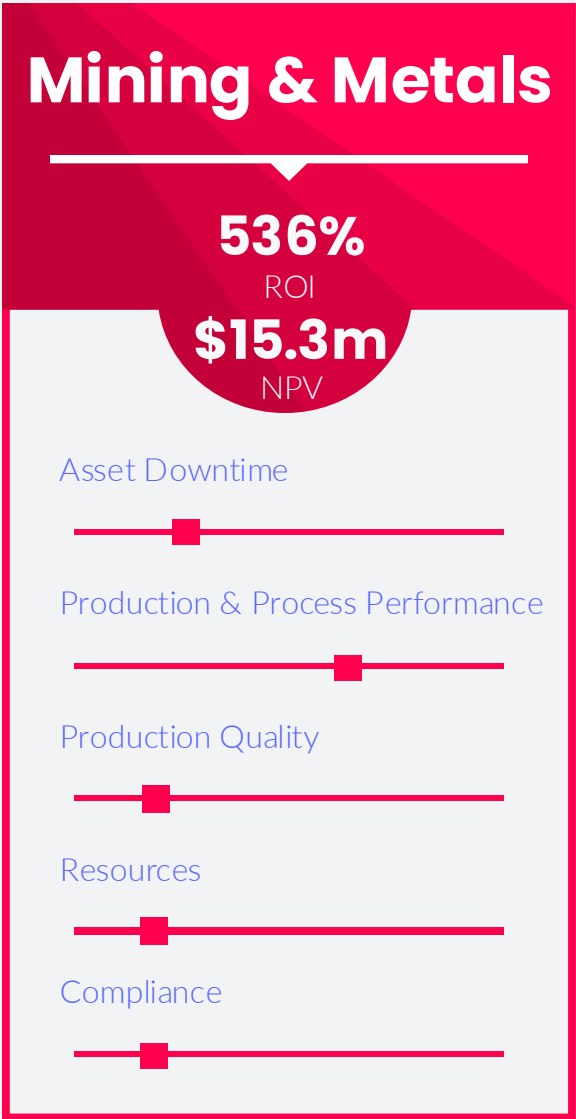 Mining & Metals
536%
ROI
$15.3m
NPV
Asset Downtime
Production & Process Performance
Production Quality
Resources
Compliance